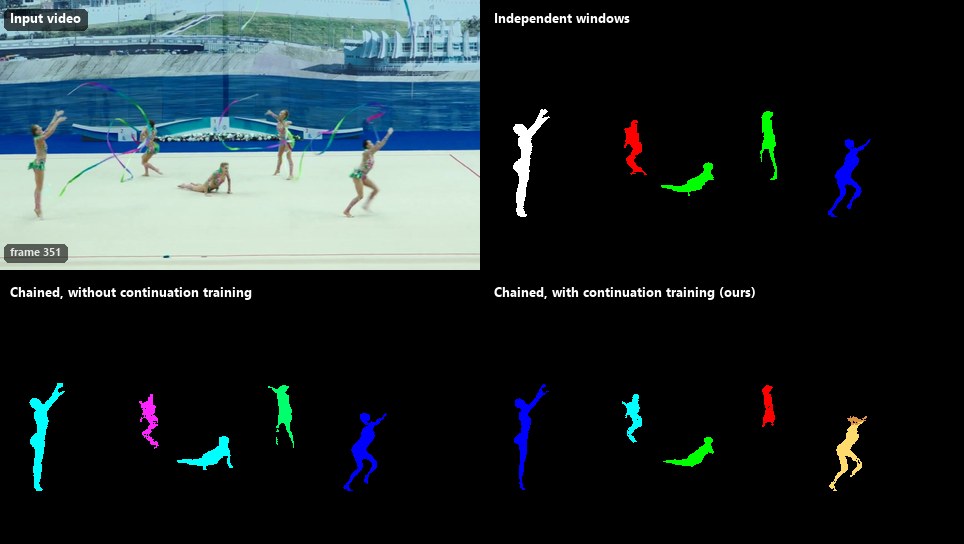 Input video
Independent windows
frame 351
Chained, without continuation training
Chained, with continuation training (ours)